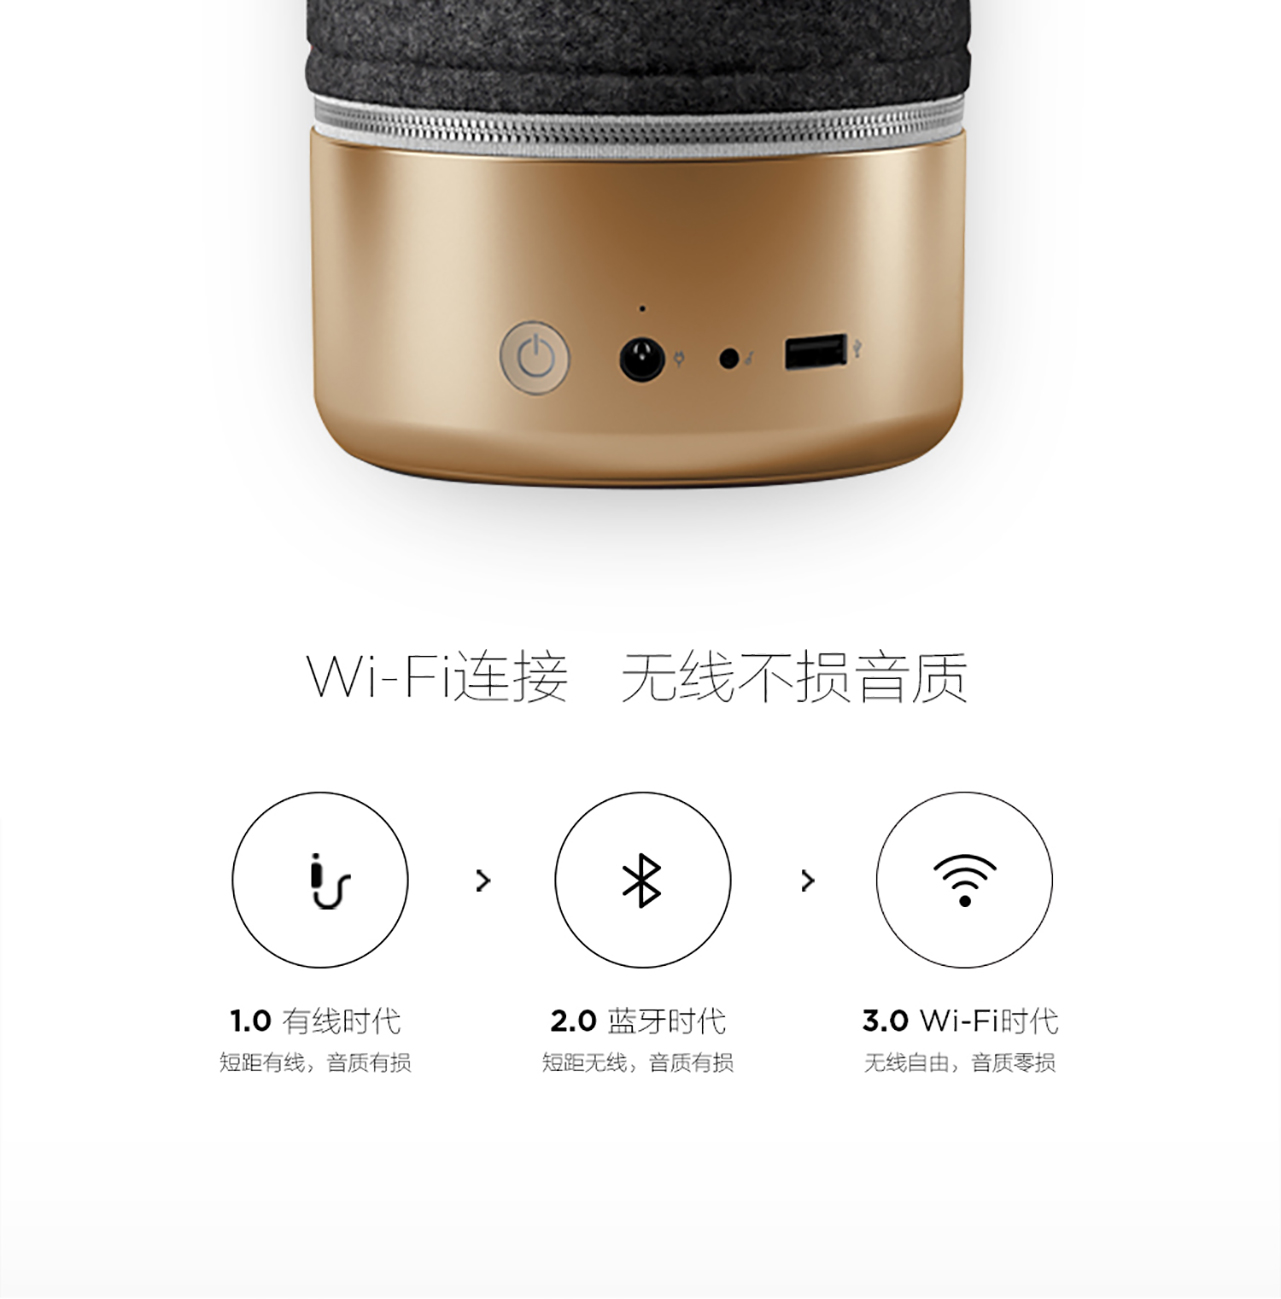 Wi-Fi连接 无线不损音质
1.0 有线时代
短距有线，音质有损
2.0 蓝牙时代
短距无线，音质有损
3.0 Wi-Fi时代
无线自由，音质零损